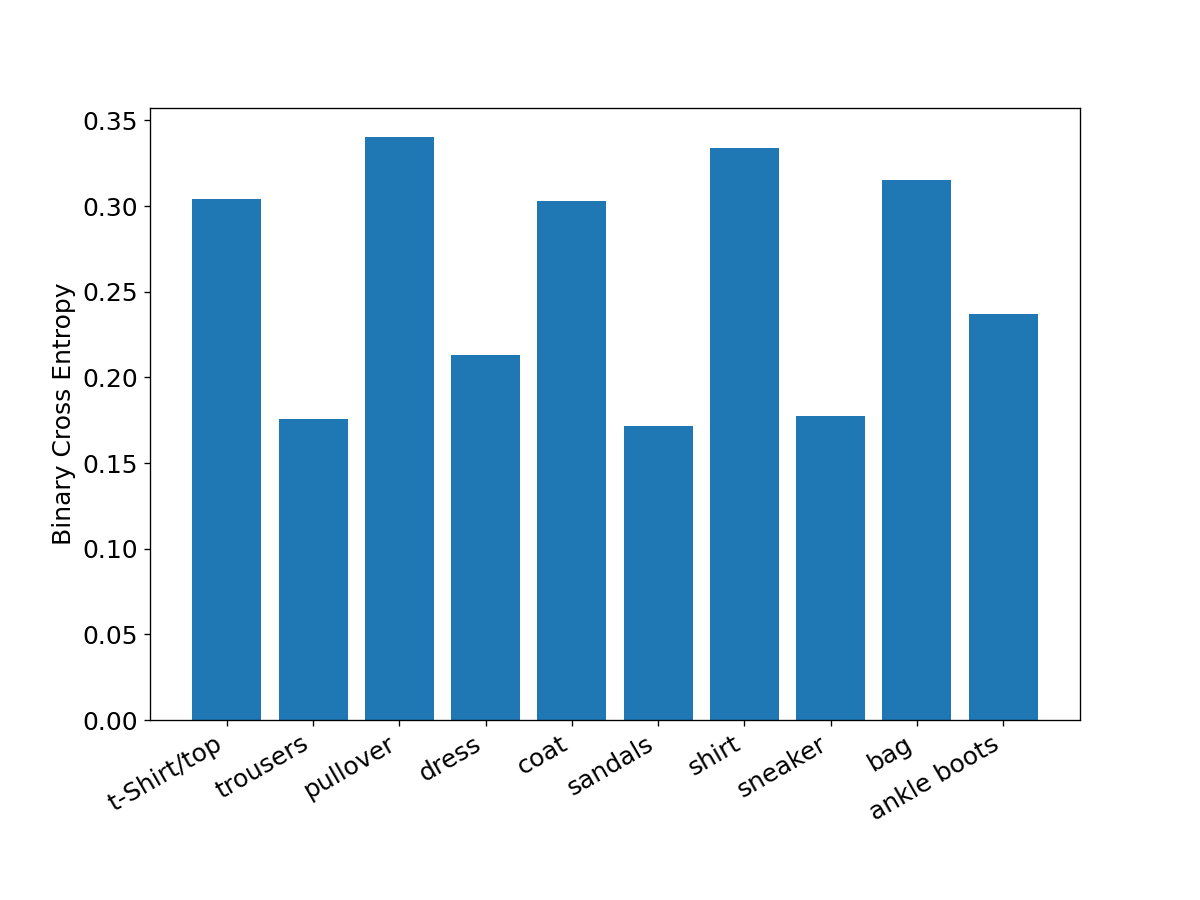 Binary Cross Entropy
0.35
0.30
0.25
0.20
0.15
0.10
0.05
0.00
t-Shirt/top
trousers
pullover
dress
coat
sandals
shirt
sneaker
bag
ankle boots